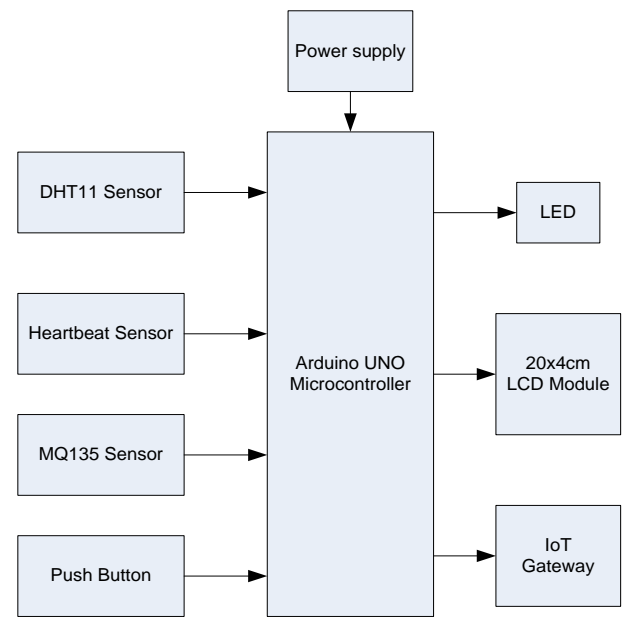 Power supply
DHT11 Sensor
LED
Heartbeat Sensor
Arduino UNO
Microcontroller
20x4cm
LCD Module
MQ135 Sensor
Push Button
IoT
Gateway